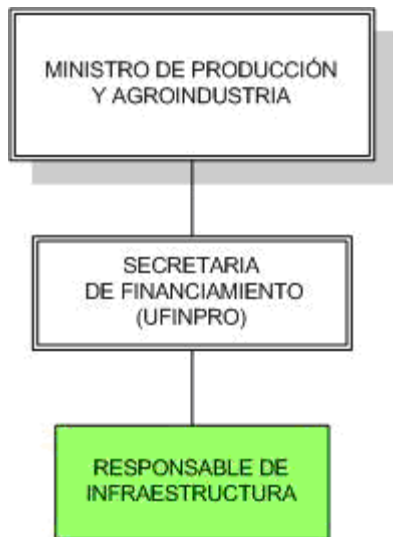 MINISTRO DE PRODUCCIÓN
Y AGROINDUSTRIA
SECRETARIA
DE FINANCIAMIENTO
(UFINPRO)
RESPONSABLE DE
INFRAESTRUCTURA